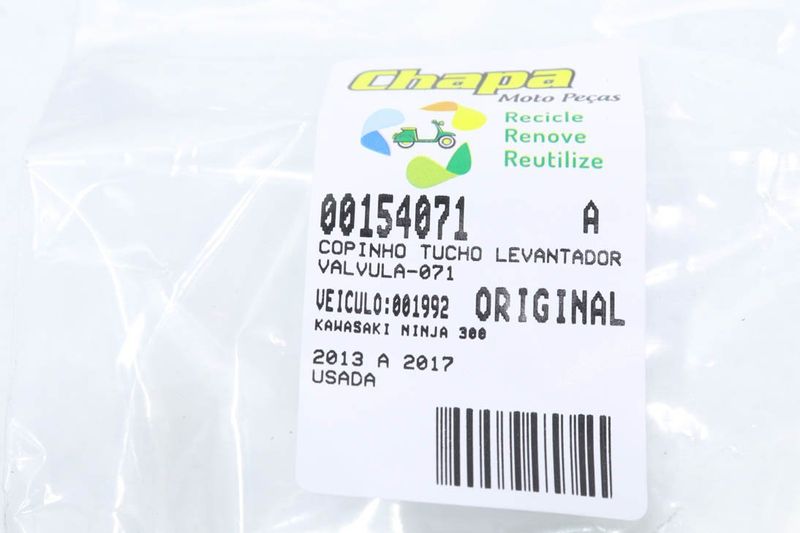 Chapa
Moto Peças
Recicle
Renove
Reutilize
00154071 A
COPINHO TUCHO LEVANTADOR
VALVULA-071
VEICULO:001992 ORIGINAL
KAWASAKI NINJA 300
2013 A 2017
USADA